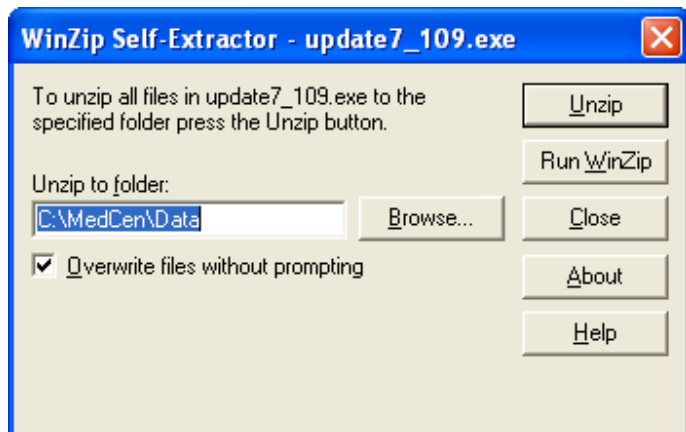 WinZip Self-Extractor - update7_109.exe
To unzip all files in update7_109.exe to the
specified folder press the Unzip button.
Unzip
Run WinZip
Unzip to folder:
C:\MedCen\Data
Browse...
Close
Overwrite files without prompting
About
Help